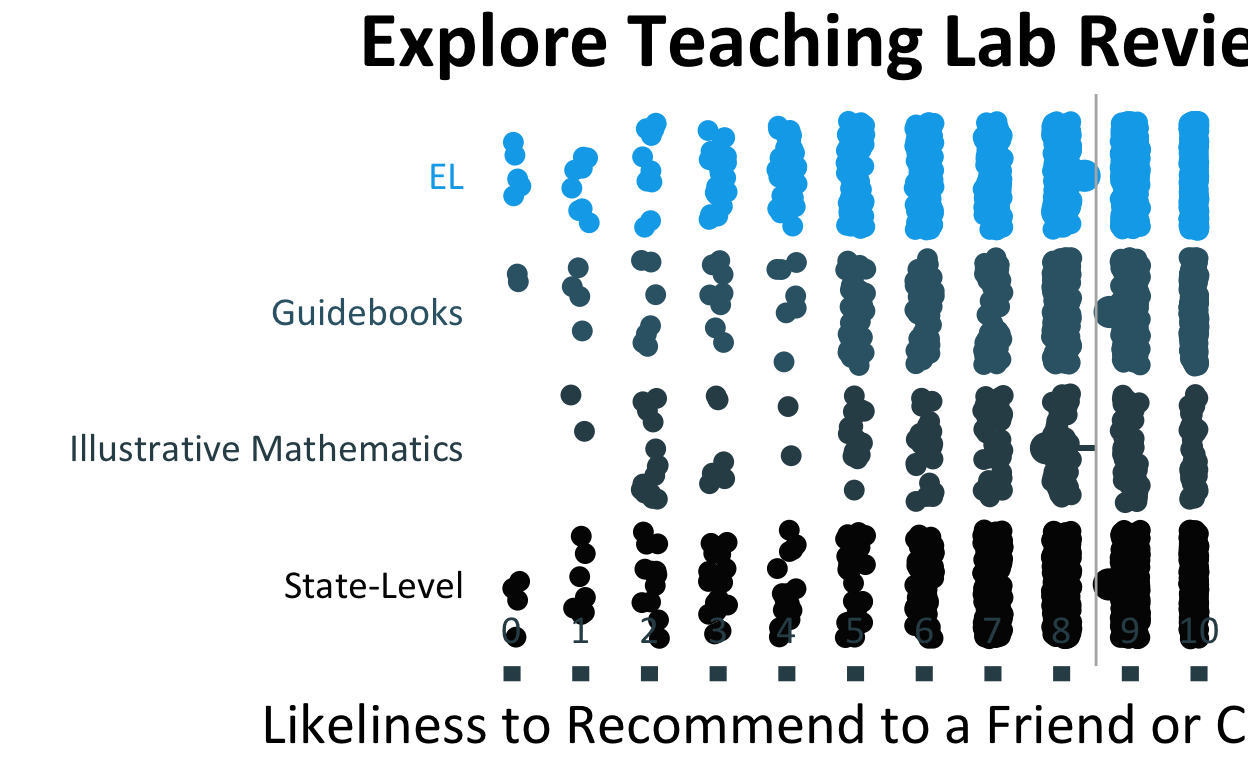 Explore Teaching Lab Revie
EL
Guidebooks
Illustrative Mathematics
State-Level
0 1 2 3 4 5 6 7 8 9 10
Likeliness to Recommend to a Friend or C